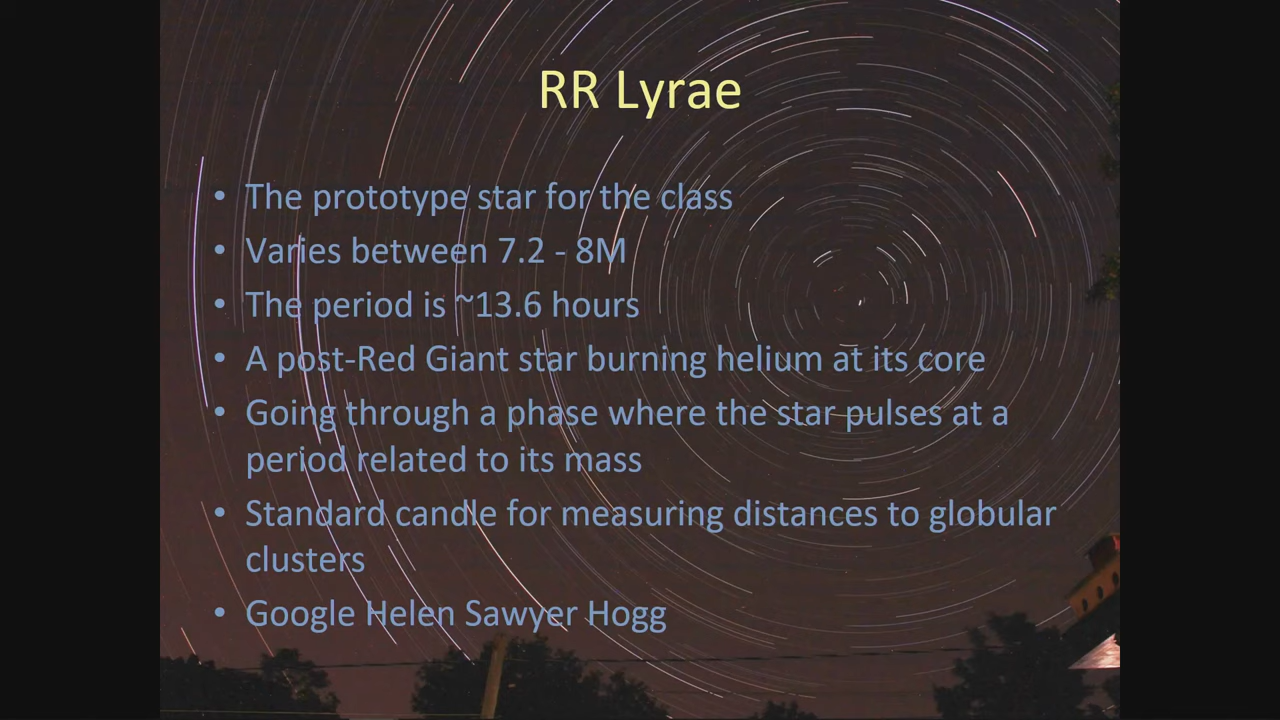 RR Lyrae
• The prototype star for the class
• Varies between 7.2 - 8M
• The period is ~13.6 hours
• A post-Red Giant star burning helium at its core
• Going through a phase where the star pulses at a
period related to its mass
• Standard candle for measuring distances to globular
clusters
• Google Helen Sawyer Hogg